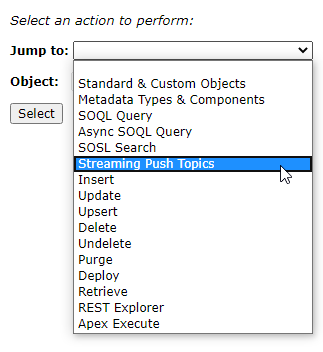 Select an action to perform:
Jump to:
Object:
Select
Standard & Custom Objects
Metadata Types & Components
SOQL Query
Async SOQL Query
SOSL Search
Streaming Push Topics
Insert
Update
Upsert
Delete
Undelete
Purge
Deploy
Retrieve
REST Explorer
Apex Execute